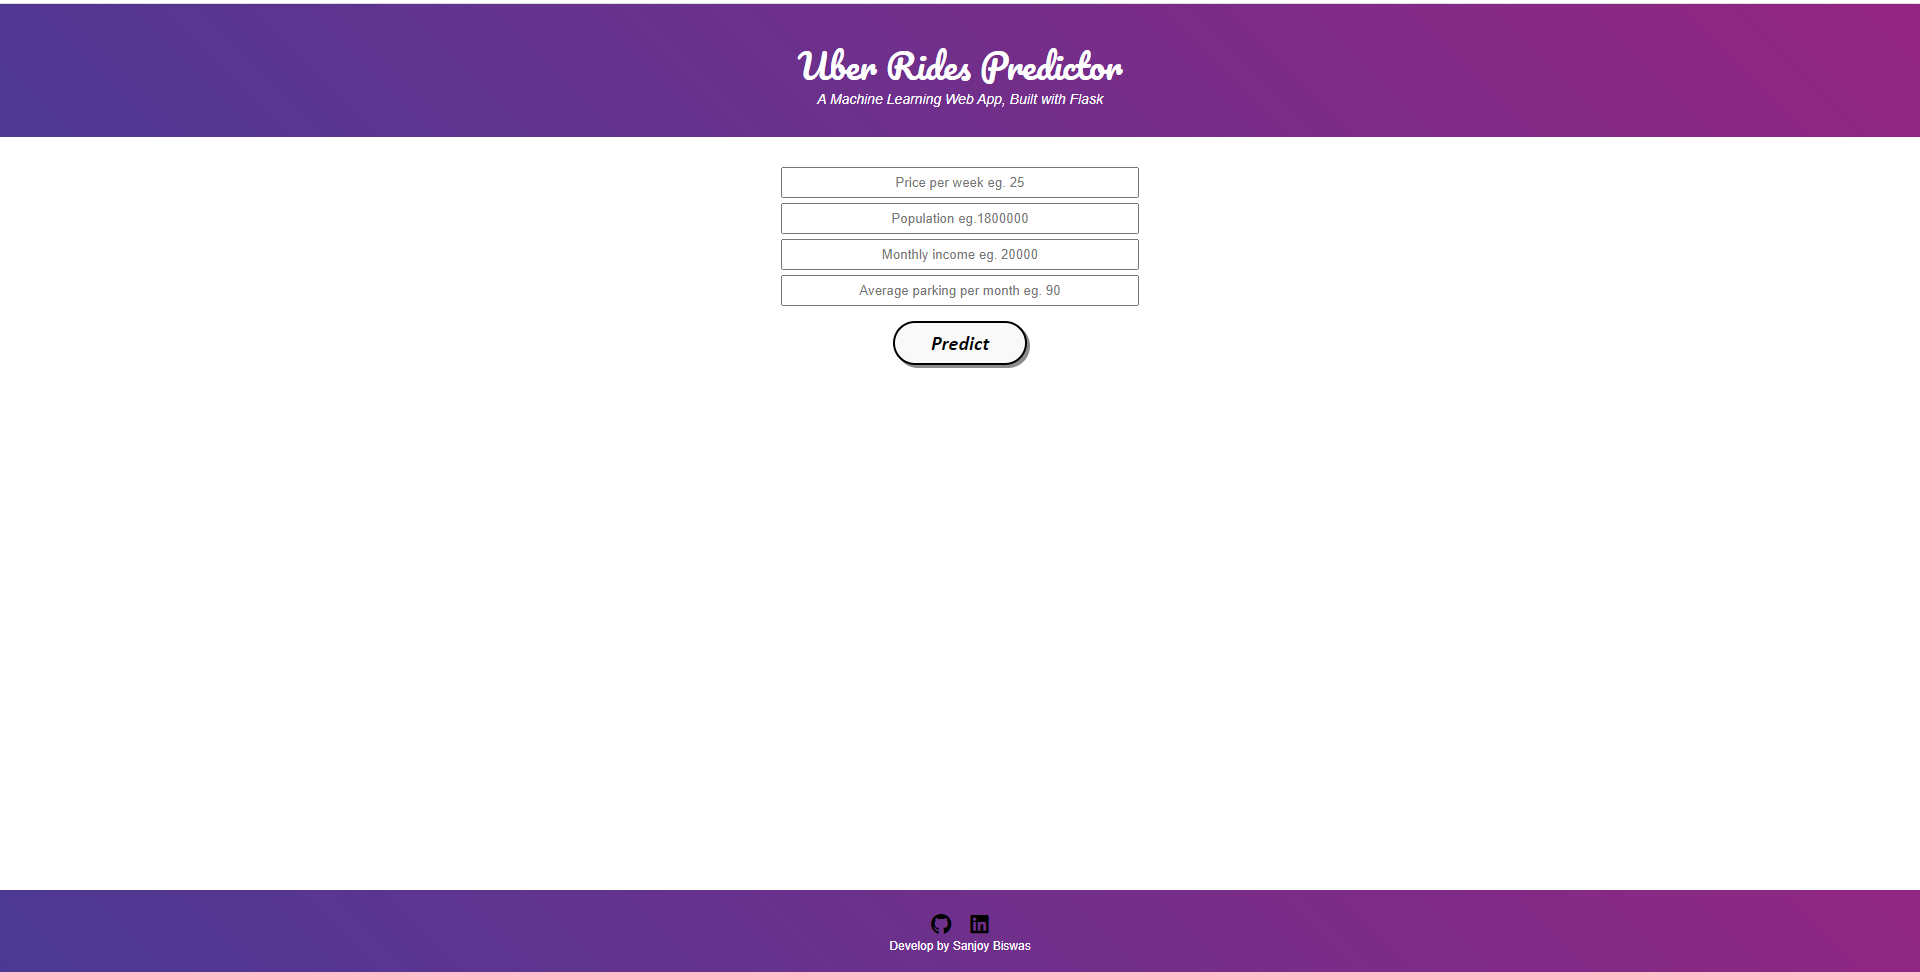 Uber Rides Predictor
A Machine Learning Web App, Built with Flask
Price per week eg. 25
Population eg.1800000
Monthly income eg. 20000
Average parking per month eg. 90
Predict
in
Develop by Sanjoy Biswas